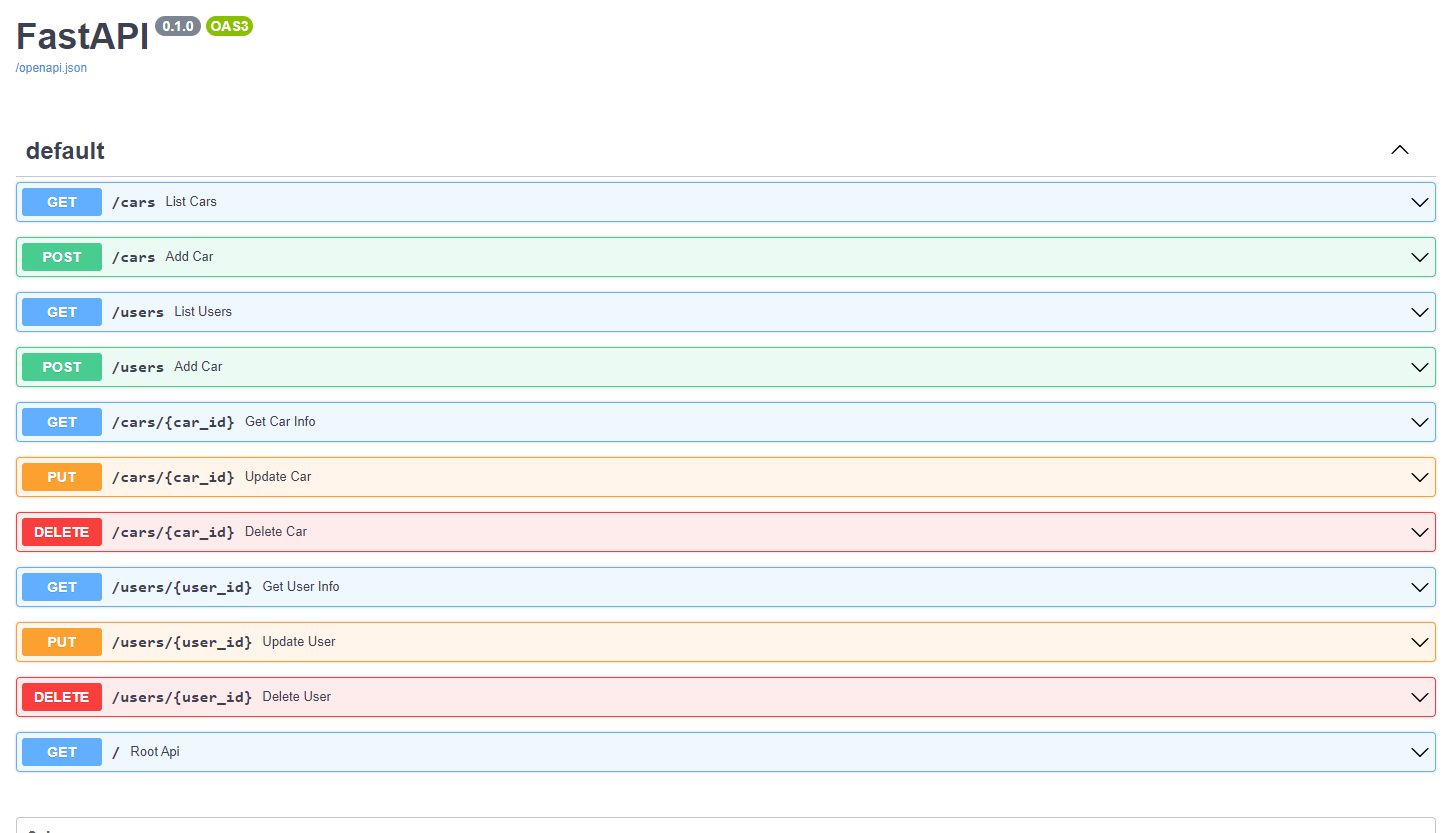 FastAPI 0.1.0 OAS3
/openapi.json
default
GET /cars List Cars
POST /cars Add Car
GET /users List Users
POST /users Add Car
GET /cars/{car_id} Get Car Info
PUT /cars/{car_id} Update Car
DELETE /cars/{car_id} Delete Car
GET /users/{user_id} Get User Info
PUT /users/{user_id} Update User
DELETE /users/{user_id} Delete User
GET / Root Api